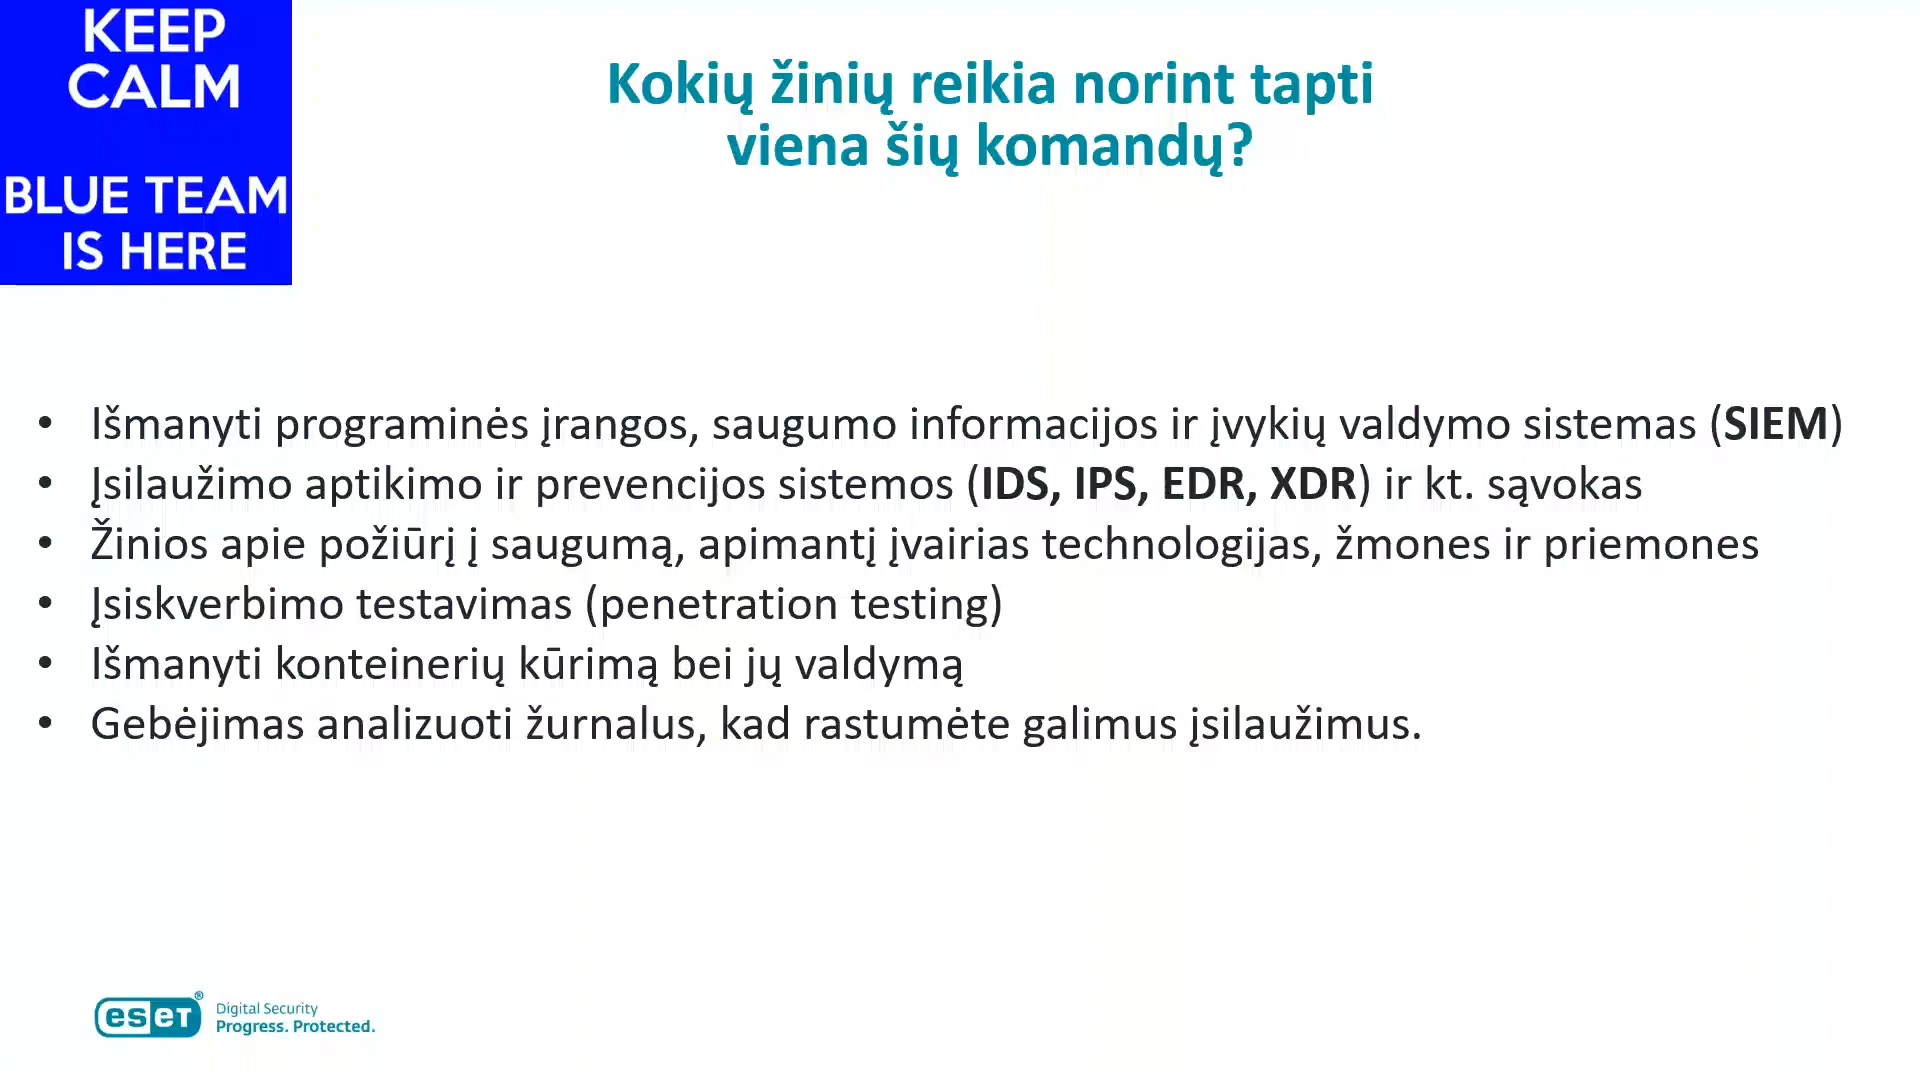 KEEP
CALM
BLUE TEAM
IS HERE
Kokių žinių reikia norint tapti
viena šių komandų?
• Išmanyti programinės įrangos, saugumo informacijos ir įvykių valdymo sistemas (SIEM)
• Įsilaužimo aptikimo ir prevencijos sistemos (IDS, IPS, EDR, XDR) ir kt. sąvokas
• Žinios apie požiūrį į saugumą, apimantį įvairias technologijas, žmones ir priemones
• Įsiskverbimo testavimas (penetration testing)
• Išmanyti konteinerių kūrimą bei jų valdymą
• Gebėjimas analizuoti žurnalus, kad rastumėte galimus įsilaužimus.
eseT®
Digital Security
Progress. Protected.